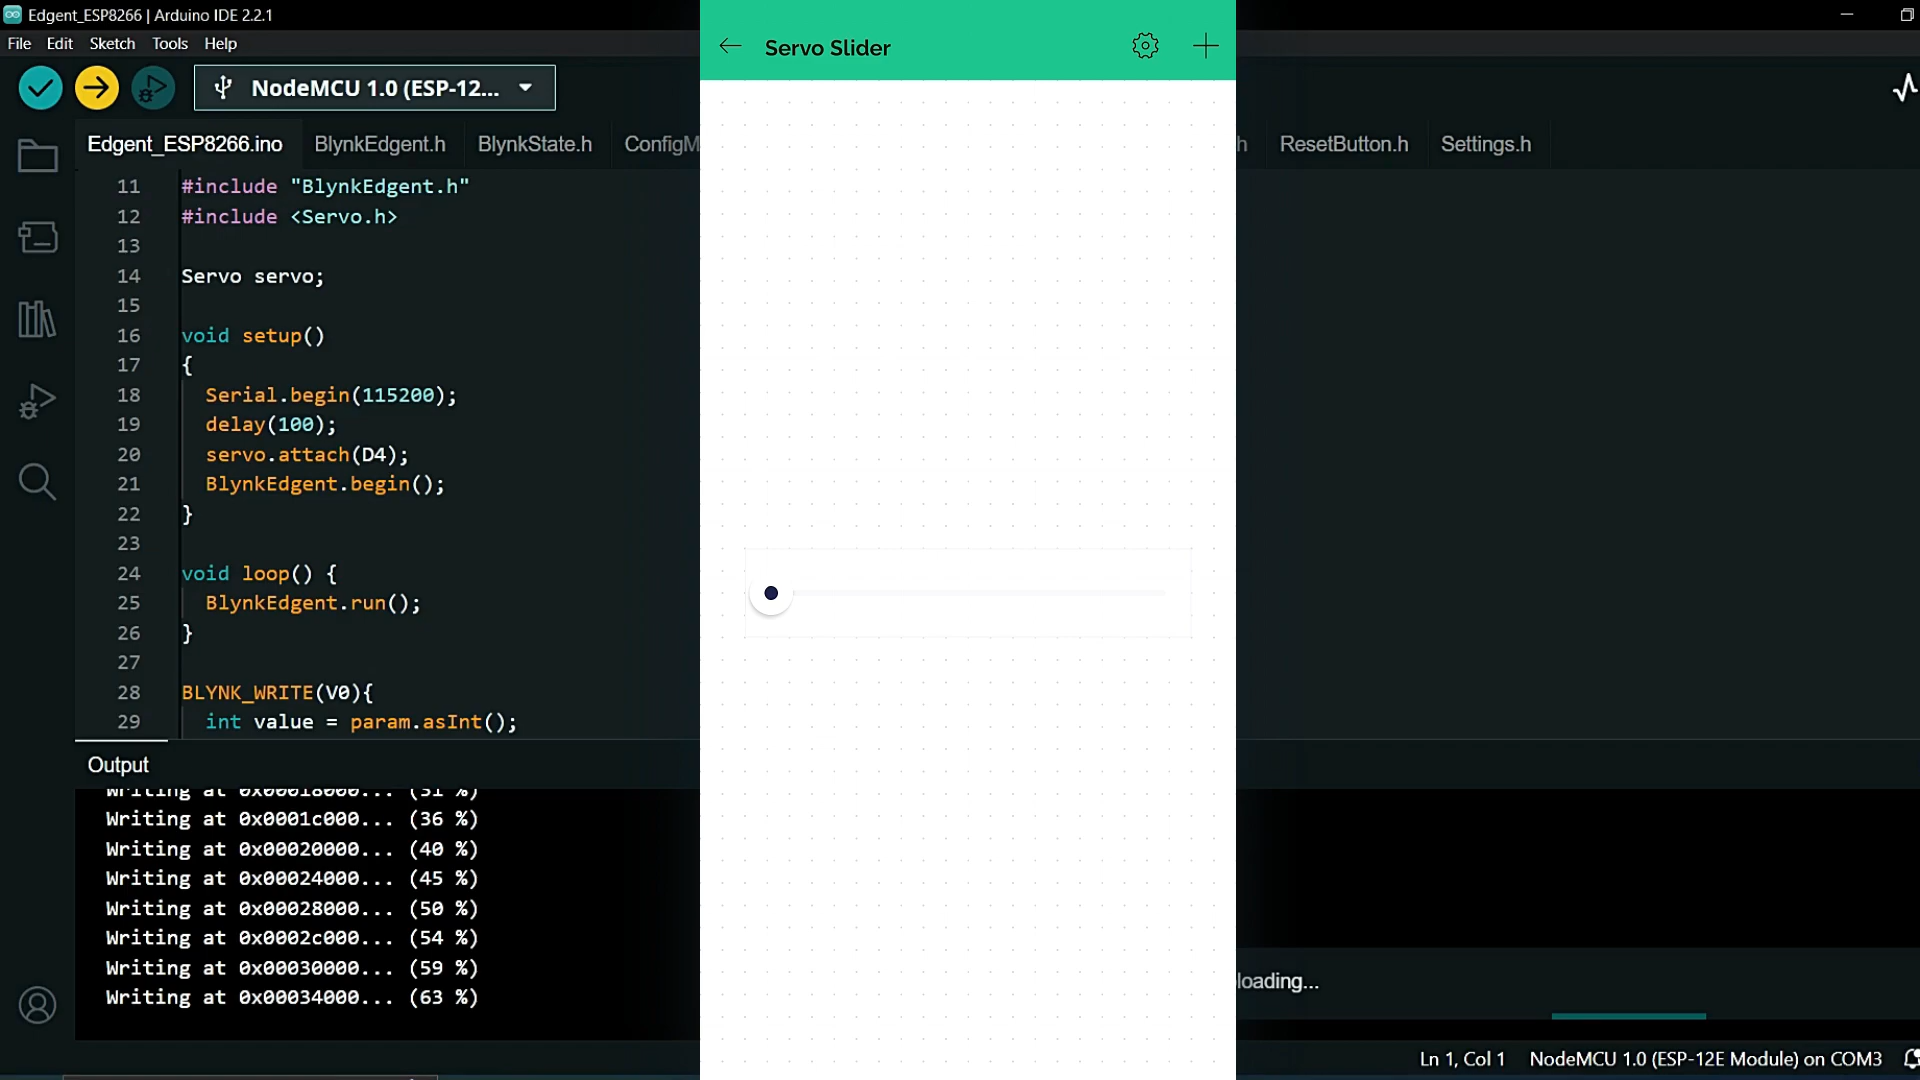 Edgent_ESP8266 | Arduino IDE 2.2.1
File Edit Sketch Tools Help
NodeMCU 1.0 (ESP-12...
Edgent_ESP8266.ino BlynkEdgent.h BlynkState.h ConfigM h ResetButton.h Settings.h
11 #include "BlynkEdgent.h"
12 #include <Servo.h>
13
14 Servo servo;
15
16 void setup()
17 {
18 Serial.begin(115200);
19 delay(100);
20 servo.attach(D4);
21 BlynkEdgent.begin();
22 }
23
24 void loop() {
25 BlynkEdgent.run();
26 }
27
28 BLYNK_WRITE(V0){
29 int value = param.asInt();
Output
Writing at 0x00018000... (31 %)
Writing at 0x0001c000... (36 %)
Writing at 0x00020000... (40 %)
Writing at 0x00024000... (45 %)
Writing at 0x00028000... (50 %)
Writing at 0x0002c000... (54 %)
Writing at 0x00030000... (59 %)
Writing at 0x00034000... (63 %)
Servo Slider
loading...
Ln 1, Col 1 NodeMCU 1.0 (ESP-12E Module) on COM3